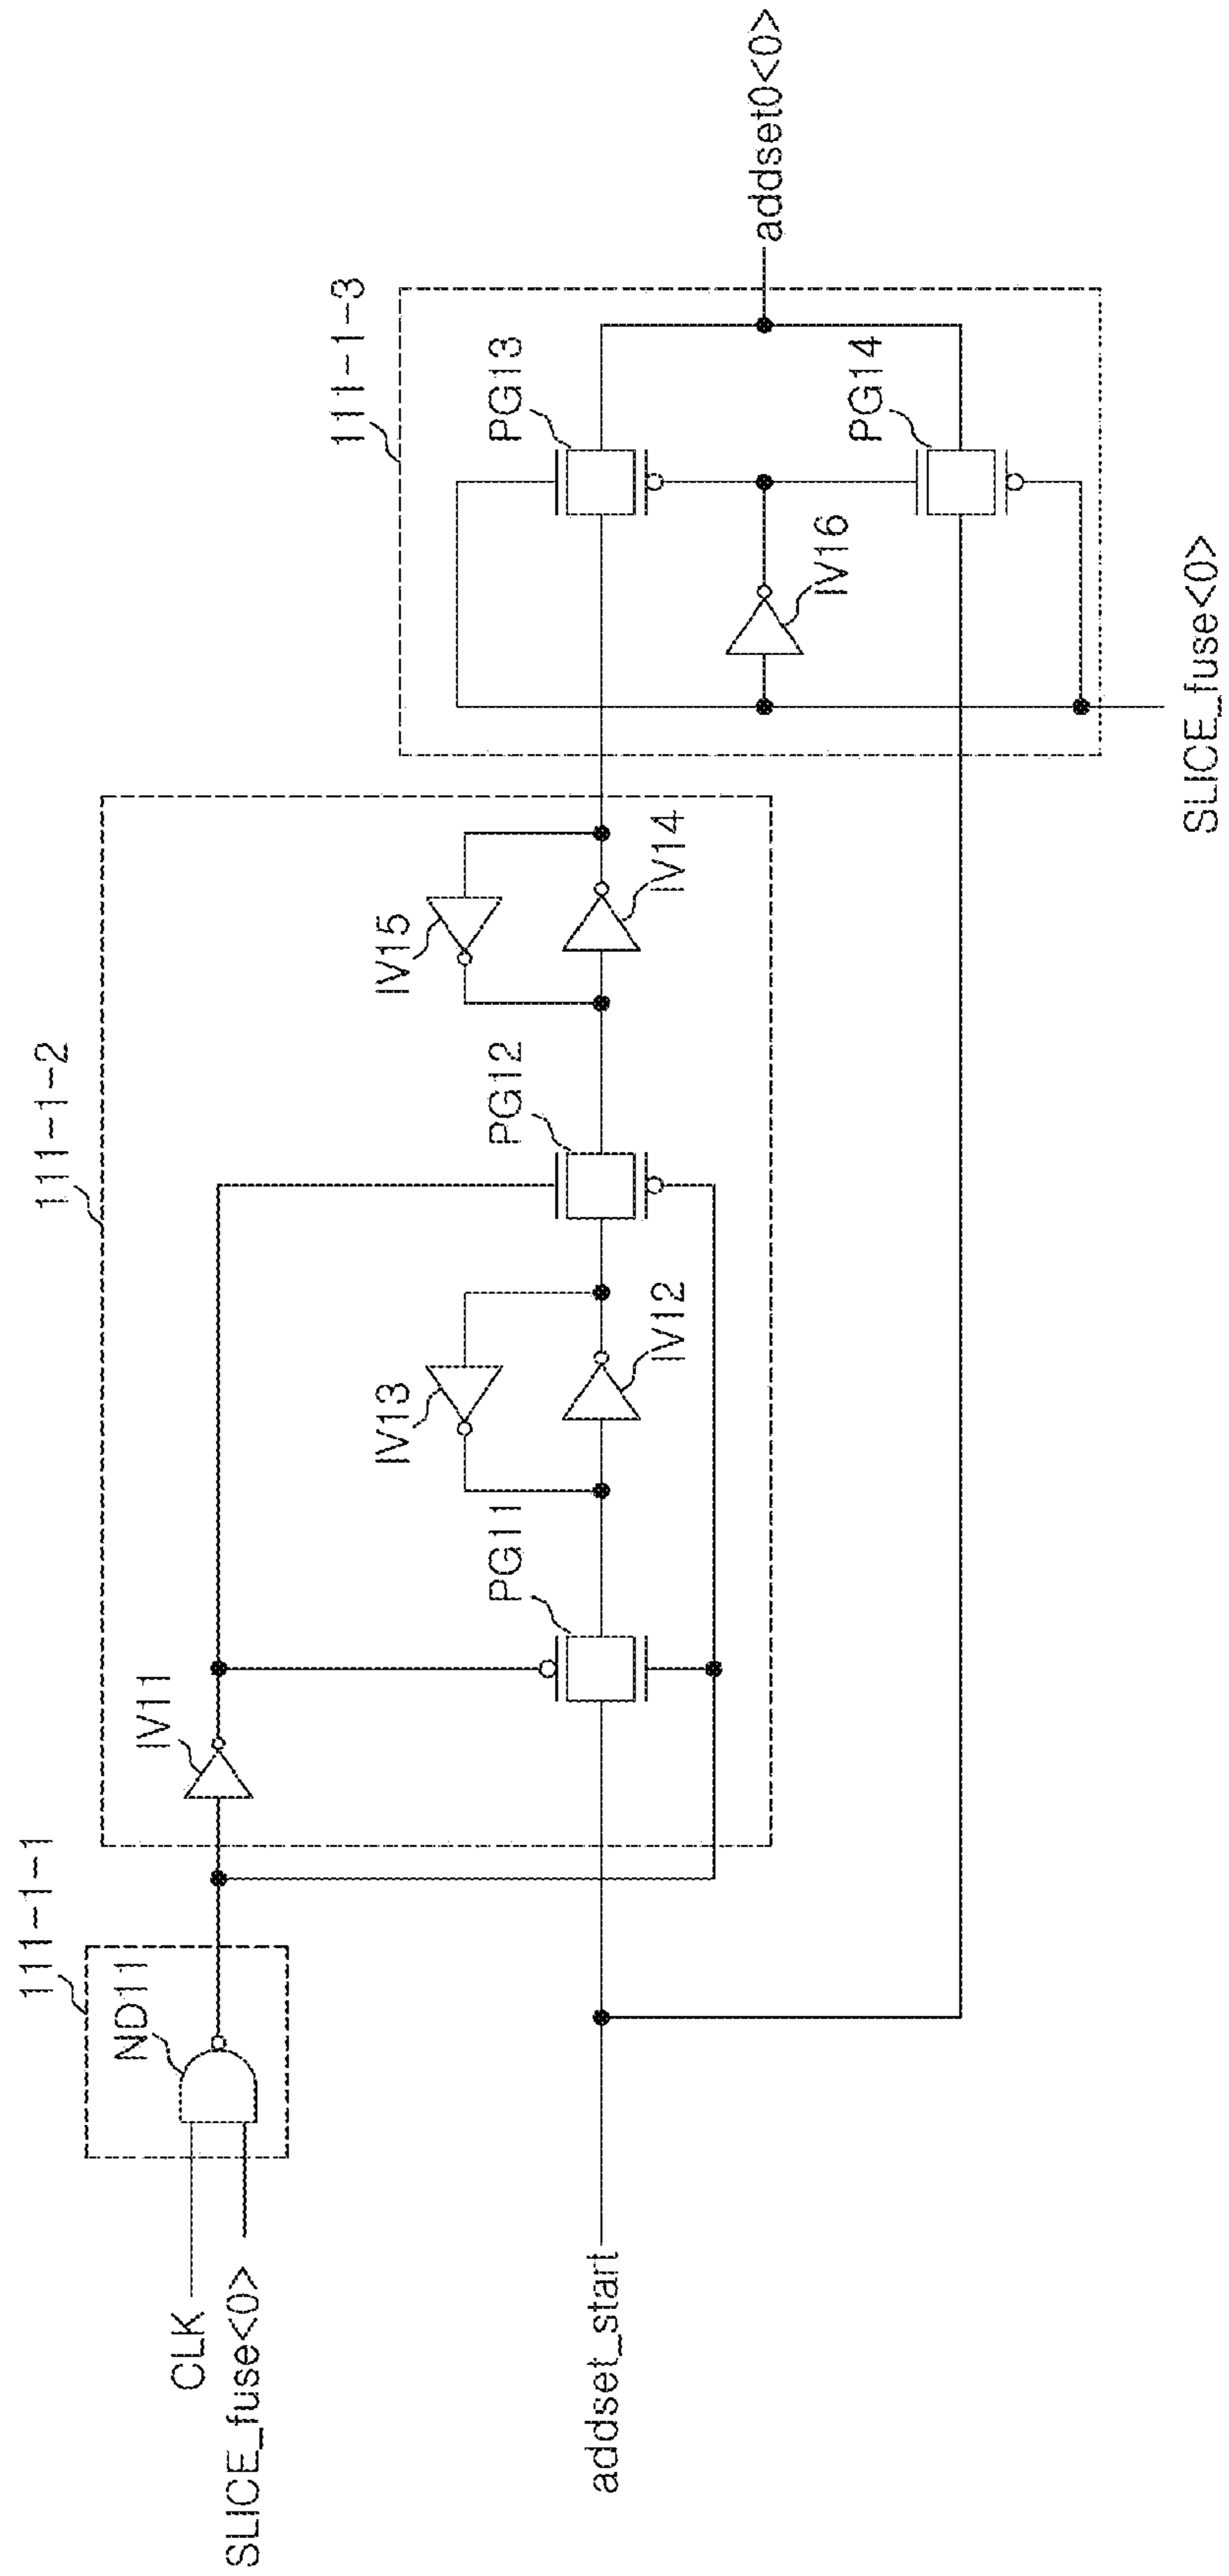 111-1-1
ND11
CLK
SLICE_fuse<0>
111-1-2
IV11
PG11
IV13
IV12
PG12
IV15
IV14
addset_start
111-1-3
PG13
IV16
PG14
addset0<0>
SLICE_fuse<0>